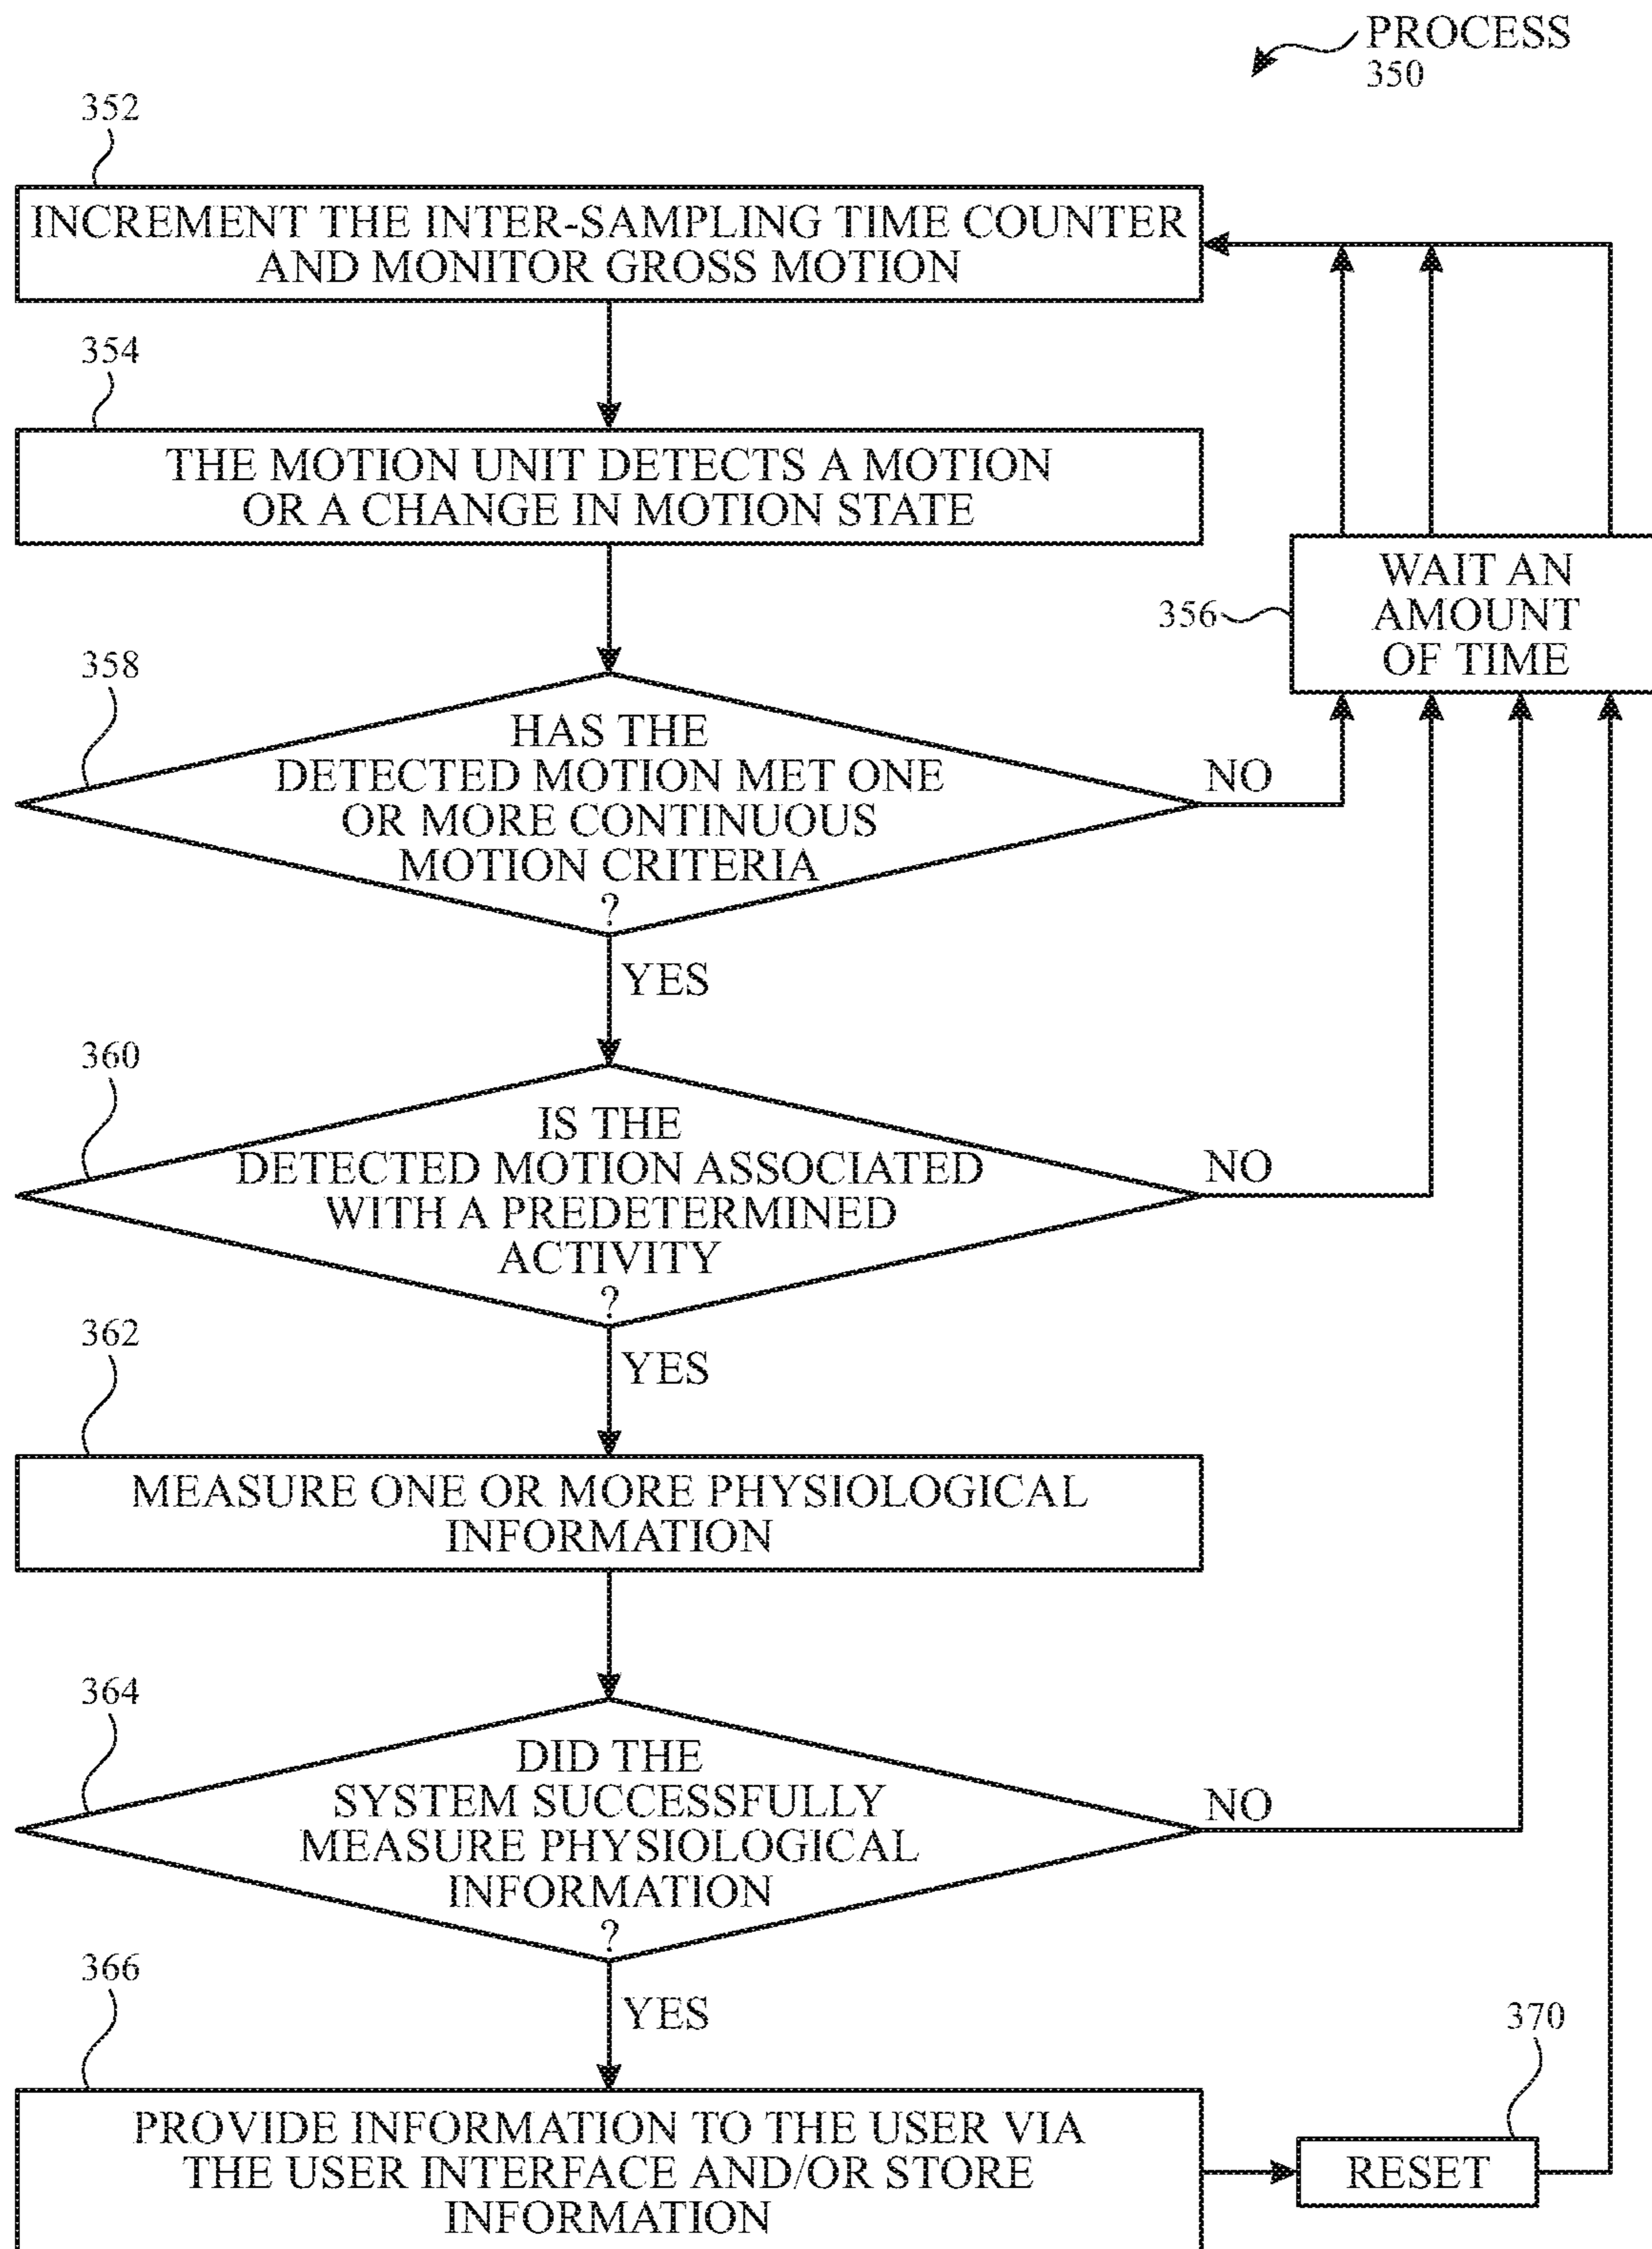 PROCESS
350
352
INCREMENT THE INTER-SAMPLING TIME COUNTER
AND MONITOR GROSS MOTION
354
THE MOTION UNIT DETECTS A MOTION
OR A CHANGE IN MOTION STATE
WAIT AN
AMOUNT
OF TIME
356
358
HAS THE
DETECTED MOTION MET ONE
OR MORE CONTINUOUS
MOTION CRITERIA
?
NO
YES
360
IS THE
DETECTED MOTION ASSOCIATED
WITH A PREDETERMINED
ACTIVITY
?
NO
YES
362
MEASURE ONE OR MORE PHYSIOLOGICAL
INFORMATION
364
DID THE
SYSTEM SUCCESSFULLY
MEASURE PHYSIOLOGICAL
INFORMATION
?
NO
YES
366
PROVIDE INFORMATION TO THE USER VIA
THE USER INTERFACE AND/OR STORE
INFORMATION
370
RESET